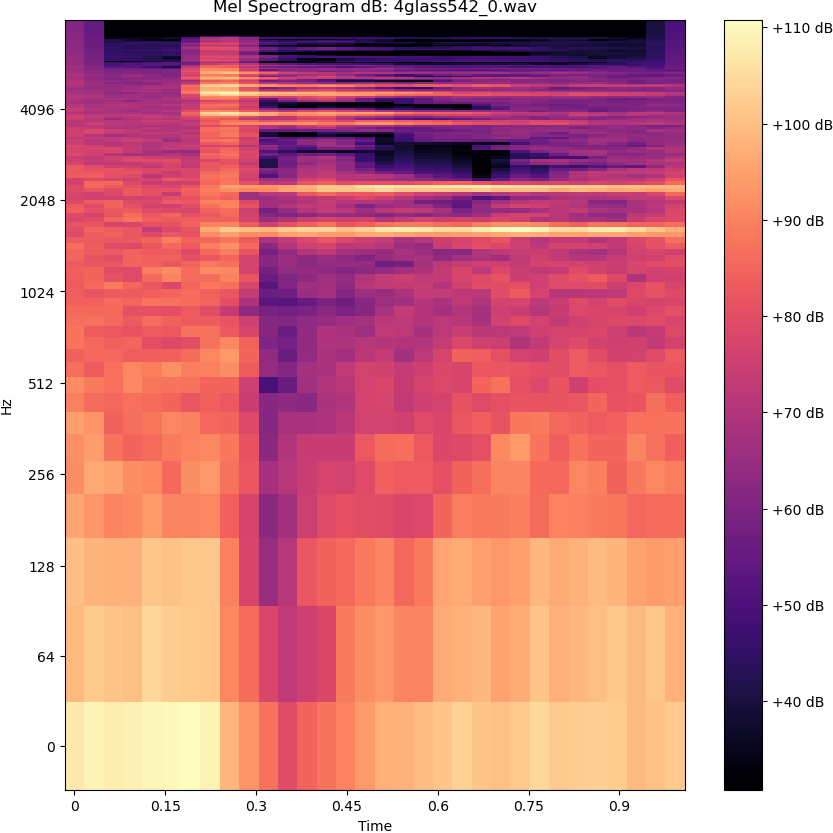 Mel Spectrogram dB: 4glass542_0.wav
+110 dB
4096
+100 dB
2048
+90 dB
1024
+80 dB
512
Hz
+70 dB
256
+60 dB
128
+50 dB
64
+40 dB
0
0 0.15 0.3 0.45 0.6 0.75 0.9
Time